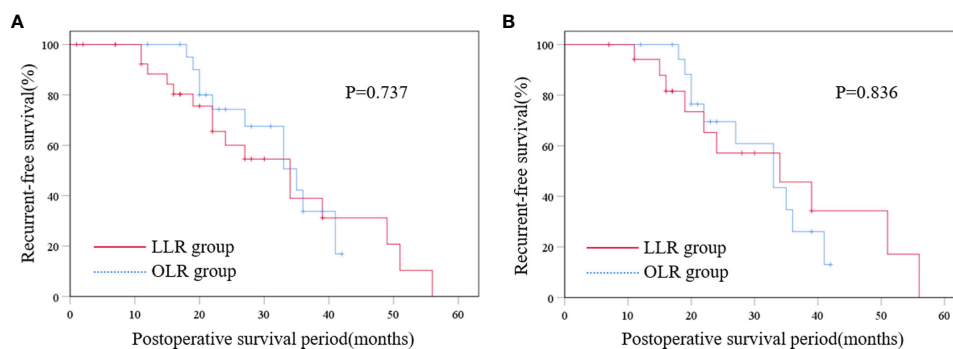 A
Recurrent-free survival(%)
100
80
60
40
20
0
P=0.737
LLR group
OLR group
0 10 20 30 40 50 60
Postoperative survival period(months)
B
Recurrent-free survival(%)
100
80
60
40
20
0
P=0.836
LLR group
OLR group
0 10 20 30 40 50 60
Postoperative survival period(months)